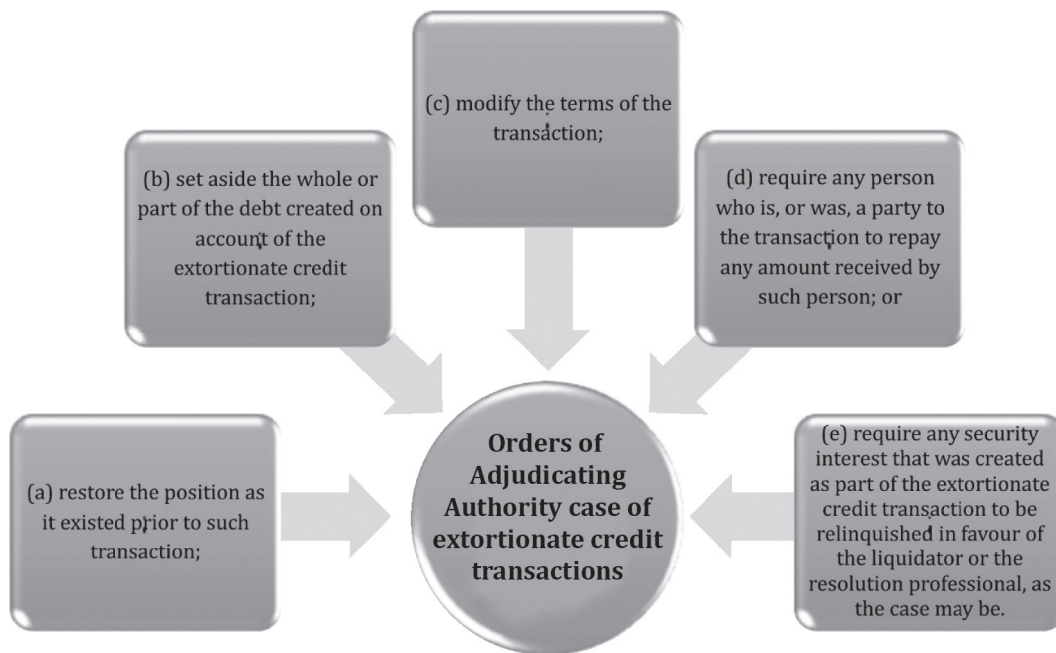 (a) restore the position as
it existed prior to such
transaction;
(b) set aside the whole or
part of the debt created on
account of the
extortionate credit
transaction;
(c) modify the terms of the
transaction;
(d) require any person
who is, or was, a party to
the transaction to repay
any amount received by
such person; or
(e) require any security
interest that was created
as part of the extortionate
credit transaction to be
relinquished in favour of
the liquidator or the
resolution professional, as
the case may be.
Orders of
Adjudicating
Authority case of
extortionate credit
transactions